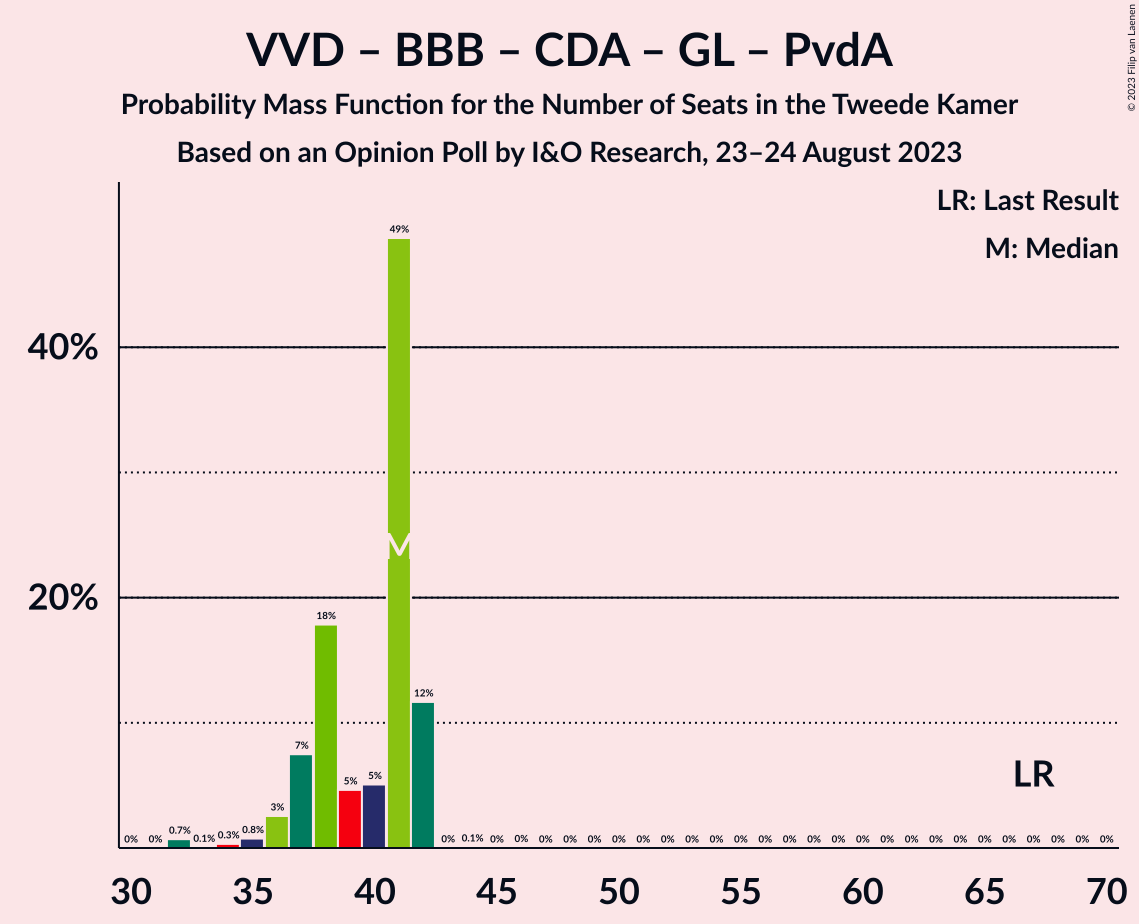 VVD – BBB – CDA – GL – PvdA
Probability Mass Function for the Number of Seats in the Tweede Kamer
Based on an Opinion Poll by I&O Research, 23–24 August 2023
© 2023 Filip van Laenen
LR: Last Result
M: Median
40%
20%
0% 0% 0.7% 0.1% 0.3% 0.8% 3% 7% 18% 5% 5% 49% 12% 0% 0.1% 0% 0% 0% 0% 0% 0% 0% 0% 0% 0% 0% 0% 0% 0% 0% 0% 0% 0% 0% 0% 0% 0% 0% 0% 0% 0%
M
LR
30 35 40 45 50 55 60 65 70